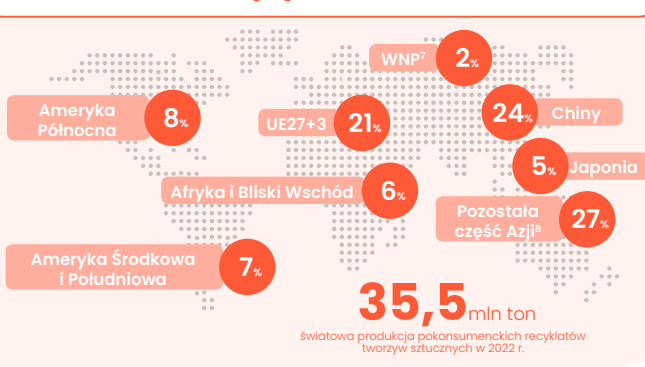 WNP⁷
2%
Ameryka
Północna
8%
UE27+3
21%
24%
Chiny
5%
Japonia
Afryka i Bliski Wschód
6%
Pozostała
część Azji⁸
27%
Ameryka Środkowa
i Południowa
7%
35,5 mln ton
światowa produkcja pokonsumenckich recyklatów
tworzyw sztucznych w 2022 r.